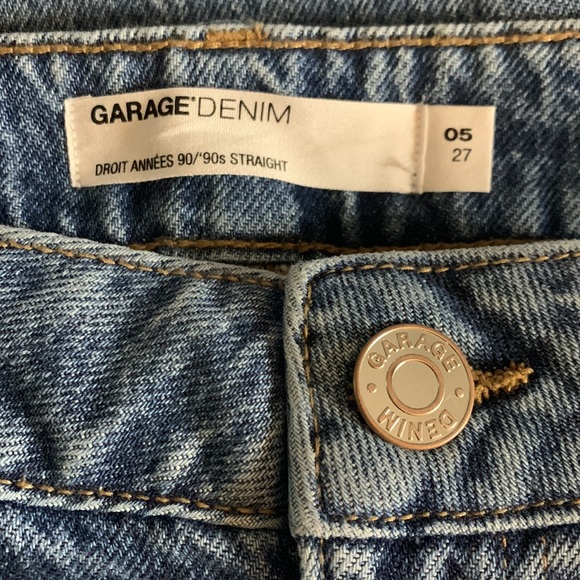 GARAGE*DENIM
DROIT ANNÉES 90/'90s STRAIGHT
05
27
GARAGE
DENIM